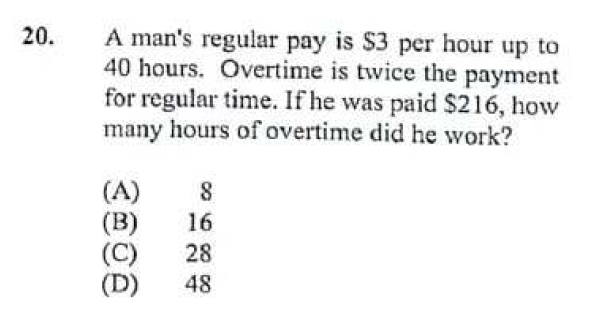 20. A man's regular pay is $3 per hour up to
40 hours. Overtime is twice the payment
for regular time. If he was paid $216, how
many hours of overtime did he work?
(A) 8
(B) 16
(C) 28
(D) 48